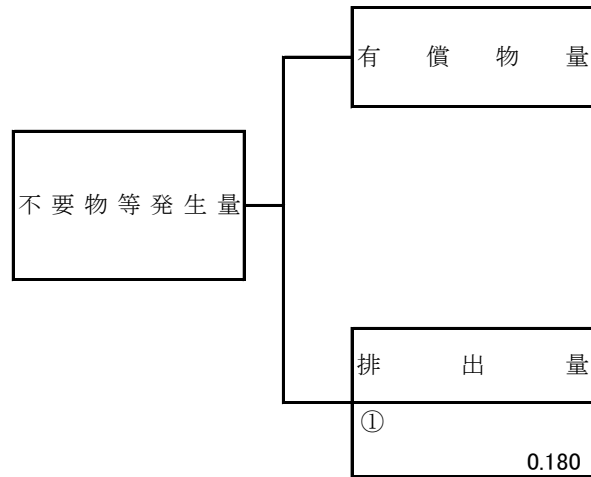 有償物量
不要物等発生量
排出量
①
0.180